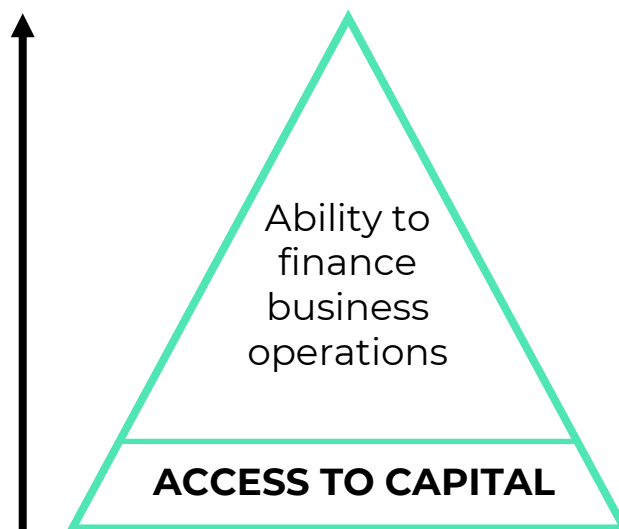 Ability to
finance
business
operations
ACCESS TO CAPITAL